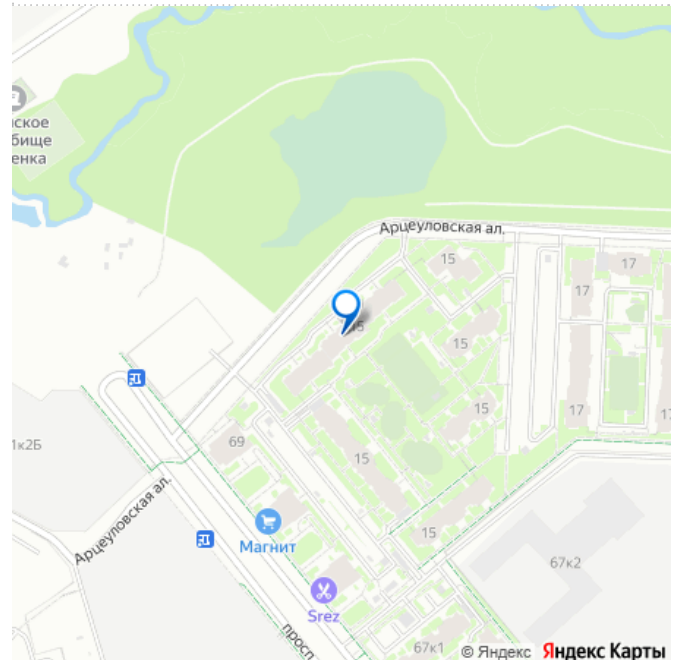 ское
бище
енка
Арцеуловская ал.
15
17
15
17
15
69
15
17
1к2Б
15
Арцеуловская ал.
Магнит
15
67к2
Srez
просп
67к1
© Яндекс Яндекс Карты